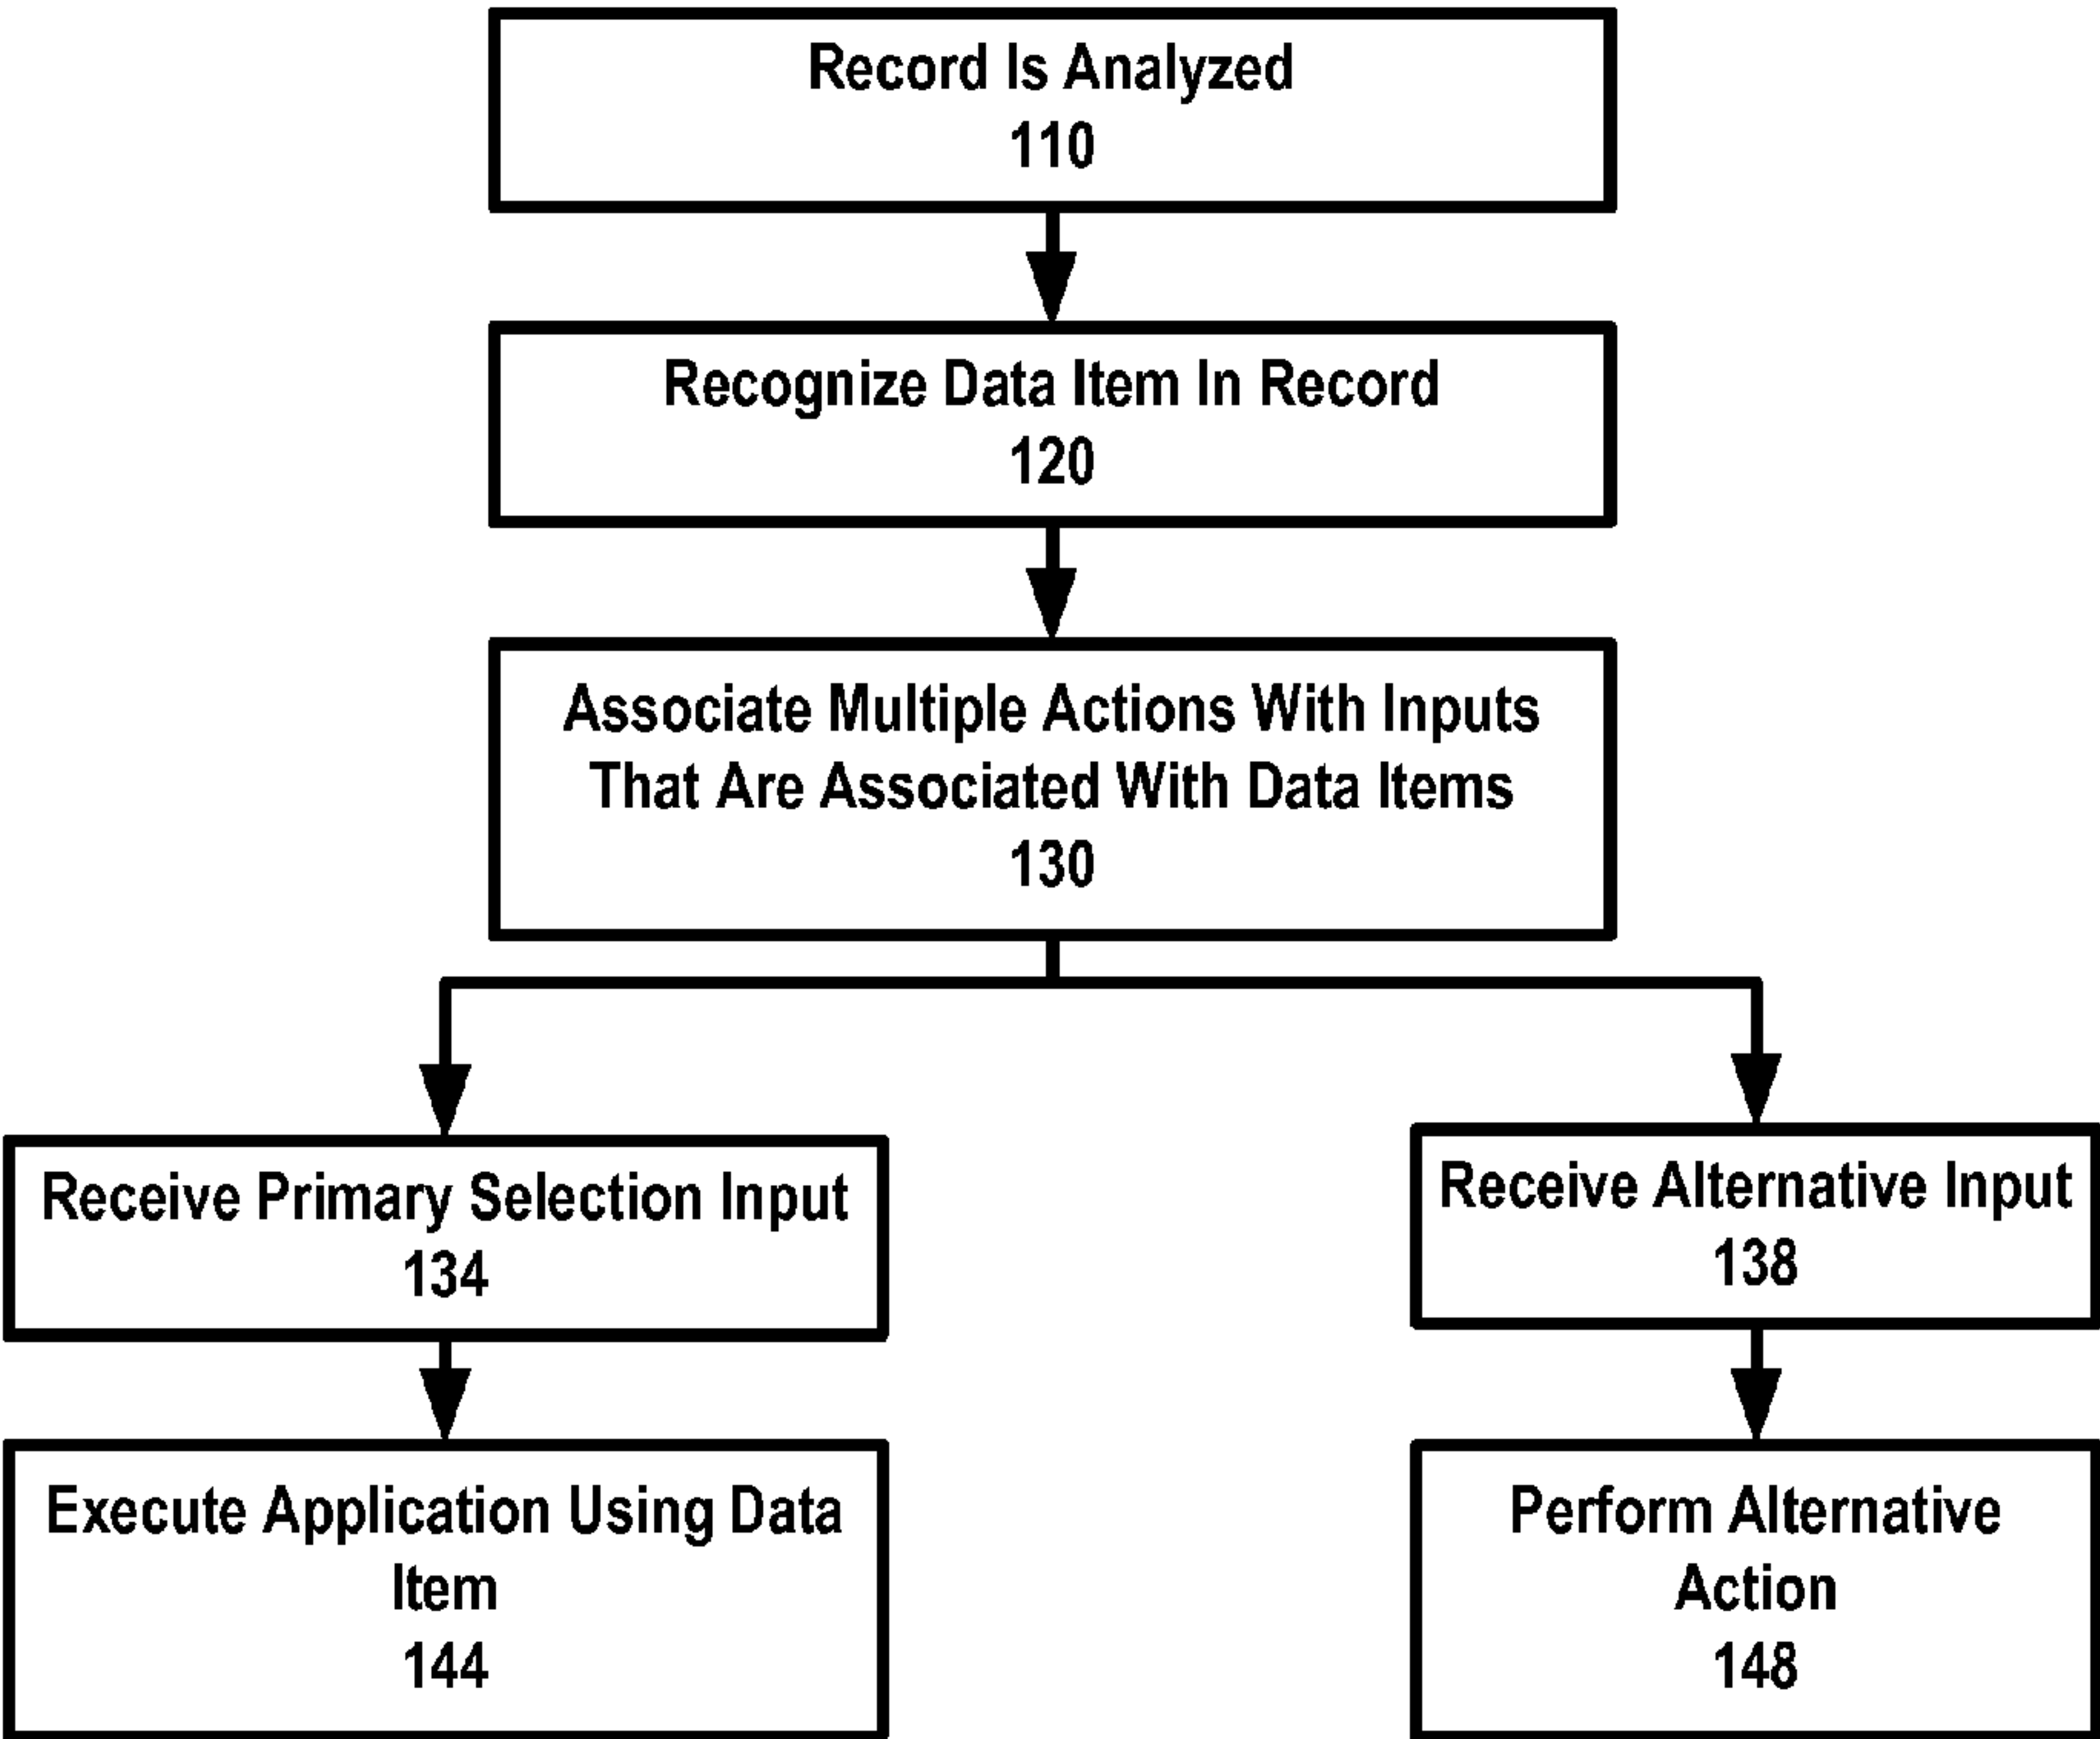 Record Is Analyzed
110
Recognize Data Item In Record
120
Associate Multiple Actions With Inputs
That Are Associated With Data Items
130
Receive Primary Selection Input
134
Receive Alternative Input
138
Execute Application Using Data
Item
144
Perform Alternative
Action
148